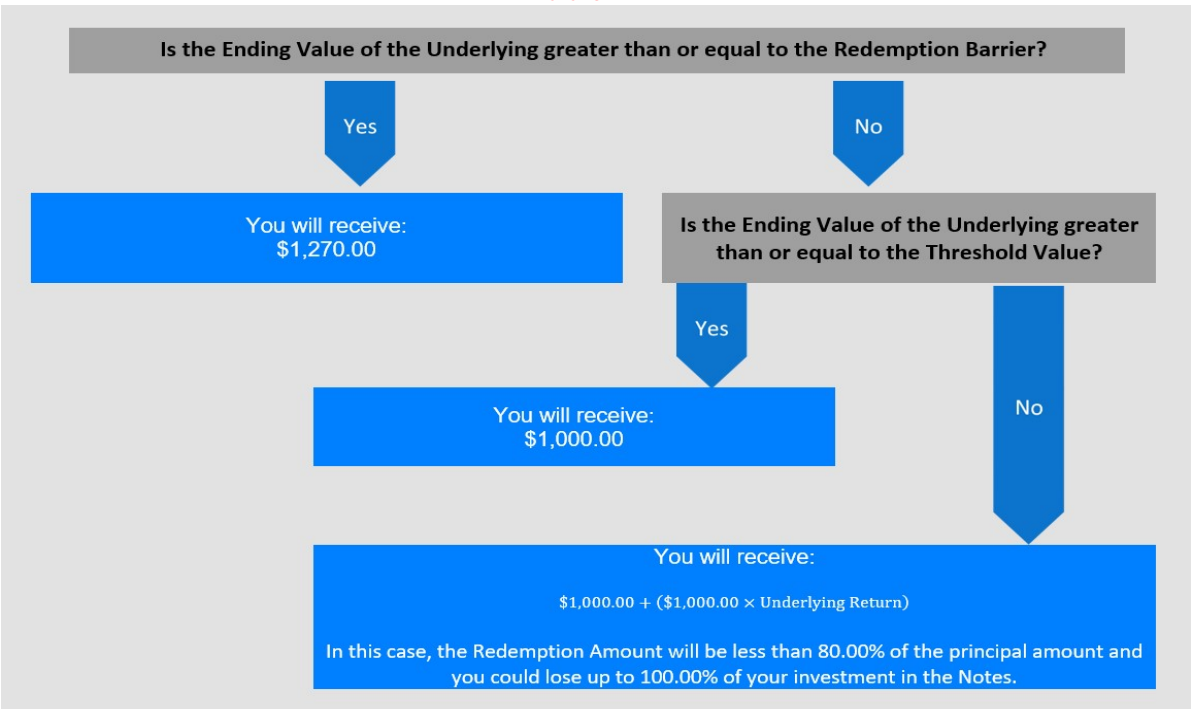 Is the Ending Value of the Underlying greater than or equal to the Redemption Barrier?
Yes
No
You will receive:
$1,270.00
Is the Ending Value of the Underlying greater
than or equal to the Threshold Value?
Yes
No
You will receive:
$1,000.00
You will receive:
$1,000.00 + ($1,000.00 × Underlying Return)
In this case, the Redemption Amount will be less than 80.00% of the principal amount and
you could lose up to 100.00% of your investment in the Notes.